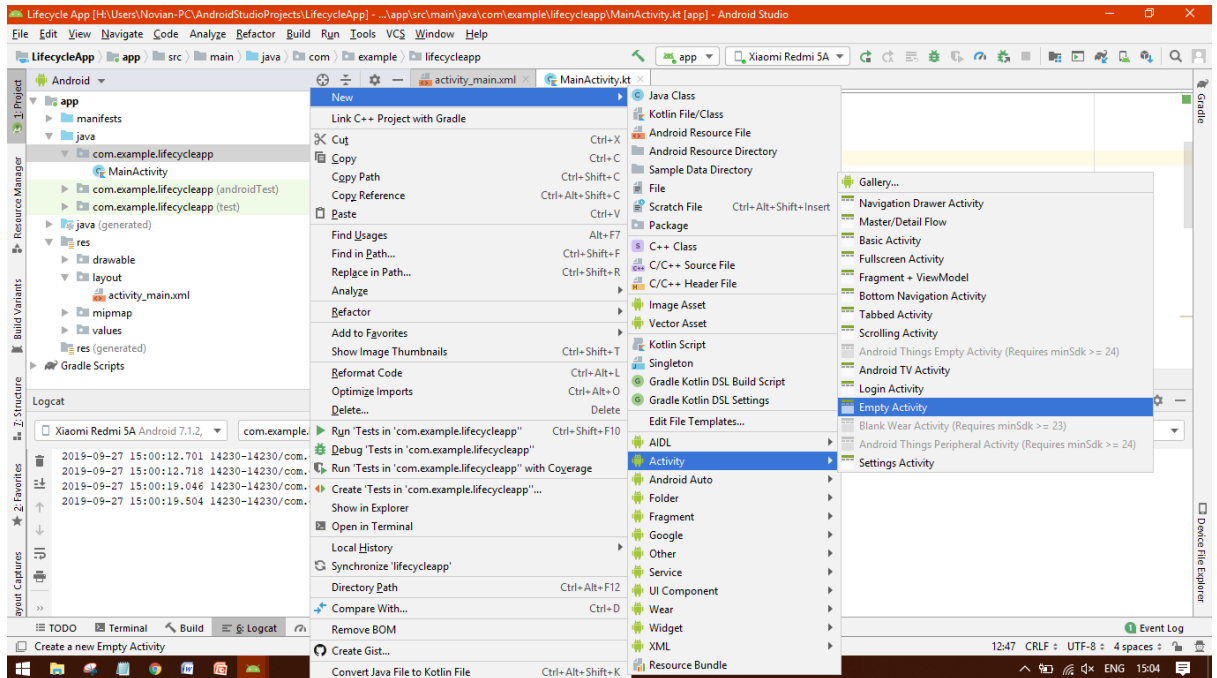 Lifecycle App [H:\Users\Novian-PC\AndroidStudioProjects\LifecycleApp] - ...\app\src\main\java\com\example\lifecycleapp\MainActivity.kt [app] - Android Studio
File Edit View Navigate Code Analyze Refactor Build Run Tools VCS Window Help
LifecycleApp app src main java com example lifecycleapp app Xiaomi Redmi 5A
Android activity_main.xml MainActivity.kt
1: Project
Resource Manager
Build Variants
7: Structure
2: Favorites
ayout Captures
app
manifests
java
com.example.lifecycleapp
MainActivity
com.example.lifecycleapp (androidTest)
com.example.lifecycleapp (test)
java (generated)
res
drawable
layout
activity_main.xml
mipmap
values
res (generated)
Gradle Scripts
Logcat
Xiaomi Redmi 5A Android 7.1.2, com.example.
2019-09-27 15:00:12.701 14230-14230/com.
2019-09-27 15:00:12.718 14230-14230/com.
2019-09-27 15:00:19.046 14230-14230/com.
2019-09-27 15:00:19.504 14230-14230/com.
New
Link C++ Project with Gradle
Cut Ctrl+X
Copy Ctrl+C
Copy Path Ctrl+Shift+C
Copy Reference Ctrl+Alt+Shift+C
Paste Ctrl+V
Find Usages Alt+F7
Find in Path... Ctrl+Shift+F
Replace in Path... Ctrl+Shift+R
Analyze
Refactor
Add to Favorites
Show Image Thumbnails Ctrl+Shift+T
Reformat Code Ctrl+Alt+L
Optimize Imports Ctrl+Alt+O
Delete... Delete
Run 'Tests in 'com.example.lifecycleapp'' Ctrl+Shift+F10
Debug 'Tests in 'com.example.lifecycleapp''
Run 'Tests in 'com.example.lifecycleapp'' with Coverage
Create 'Tests in 'com.example.lifecycleapp''...
Show in Explorer
Open in Terminal
Local History
Synchronize 'lifecycleapp'
Directory Path Ctrl+Alt+F12
Compare With... Ctrl+D
Remove BOM
Create Gist...
Convert Java File to Kotlin File Ctrl+Alt+Shift+K
Java Class
Kotlin File/Class
Android Resource File
Android Resource Directory
Sample Data Directory
File
Scratch File Ctrl+Alt+Shift+Insert
Package
C++ Class
C/C++ Source File
C/C++ Header File
Image Asset
Vector Asset
Kotlin Script
Singleton
Gradle Kotlin DSL Build Script
Gradle Kotlin DSL Settings
Edit File Templates...
AIDL
Activity
Android Auto
Folder
Fragment
Google
Other
Service
UI Component
Wear
Widget
XML
Resource Bundle
Gallery...
Navigation Drawer Activity
Master/Detail Flow
Basic Activity
Fullscreen Activity
Fragment + ViewModel
Bottom Navigation Activity
Tabbed Activity
Scrolling Activity
Android Things Empty Activity (Requires minSdk >= 24)
Android TV Activity
Login Activity
Empty Activity
Blank Wear Activity (Requires minSdk >= 23)
Android Things Peripheral Activity (Requires minSdk >= 24)
Settings Activity
Gradle
Device File Explorer
TODO Terminal Build 6: Logcat 1 Event Log
Create a new Empty Activity 12:47 CRLF UTF-8 4 spaces
ENG 15:04